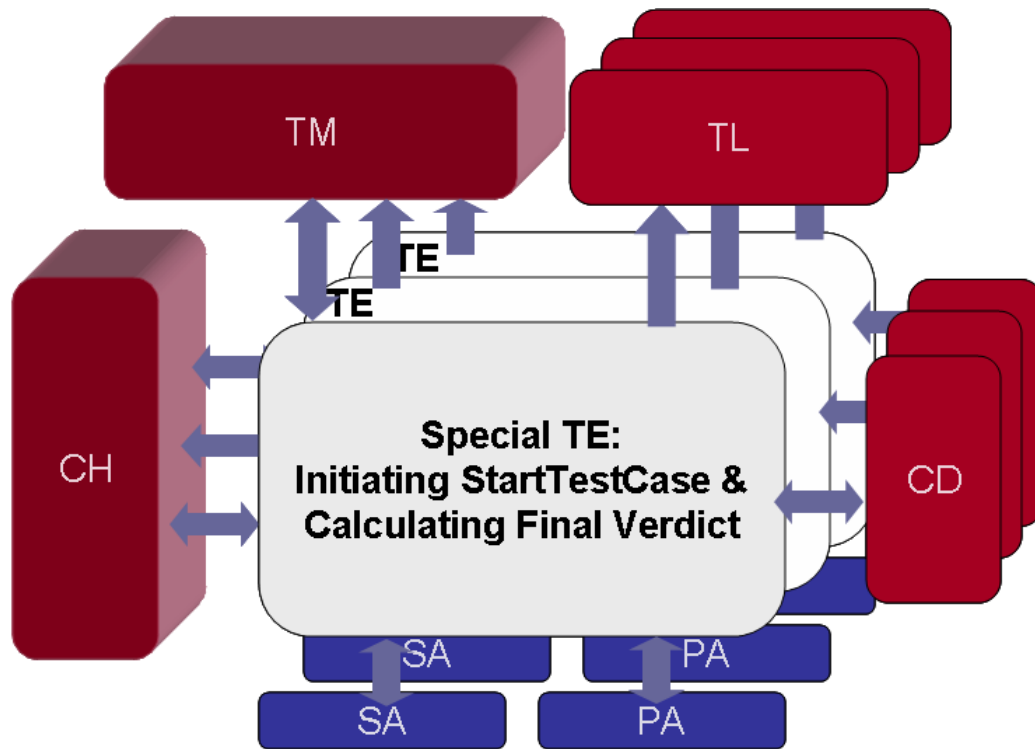 TM
TL
TE
TE
CH
Special TE:
Initiating StartTestCase &
Calculating Final Verdict
CD
SA
PA
SA
PA